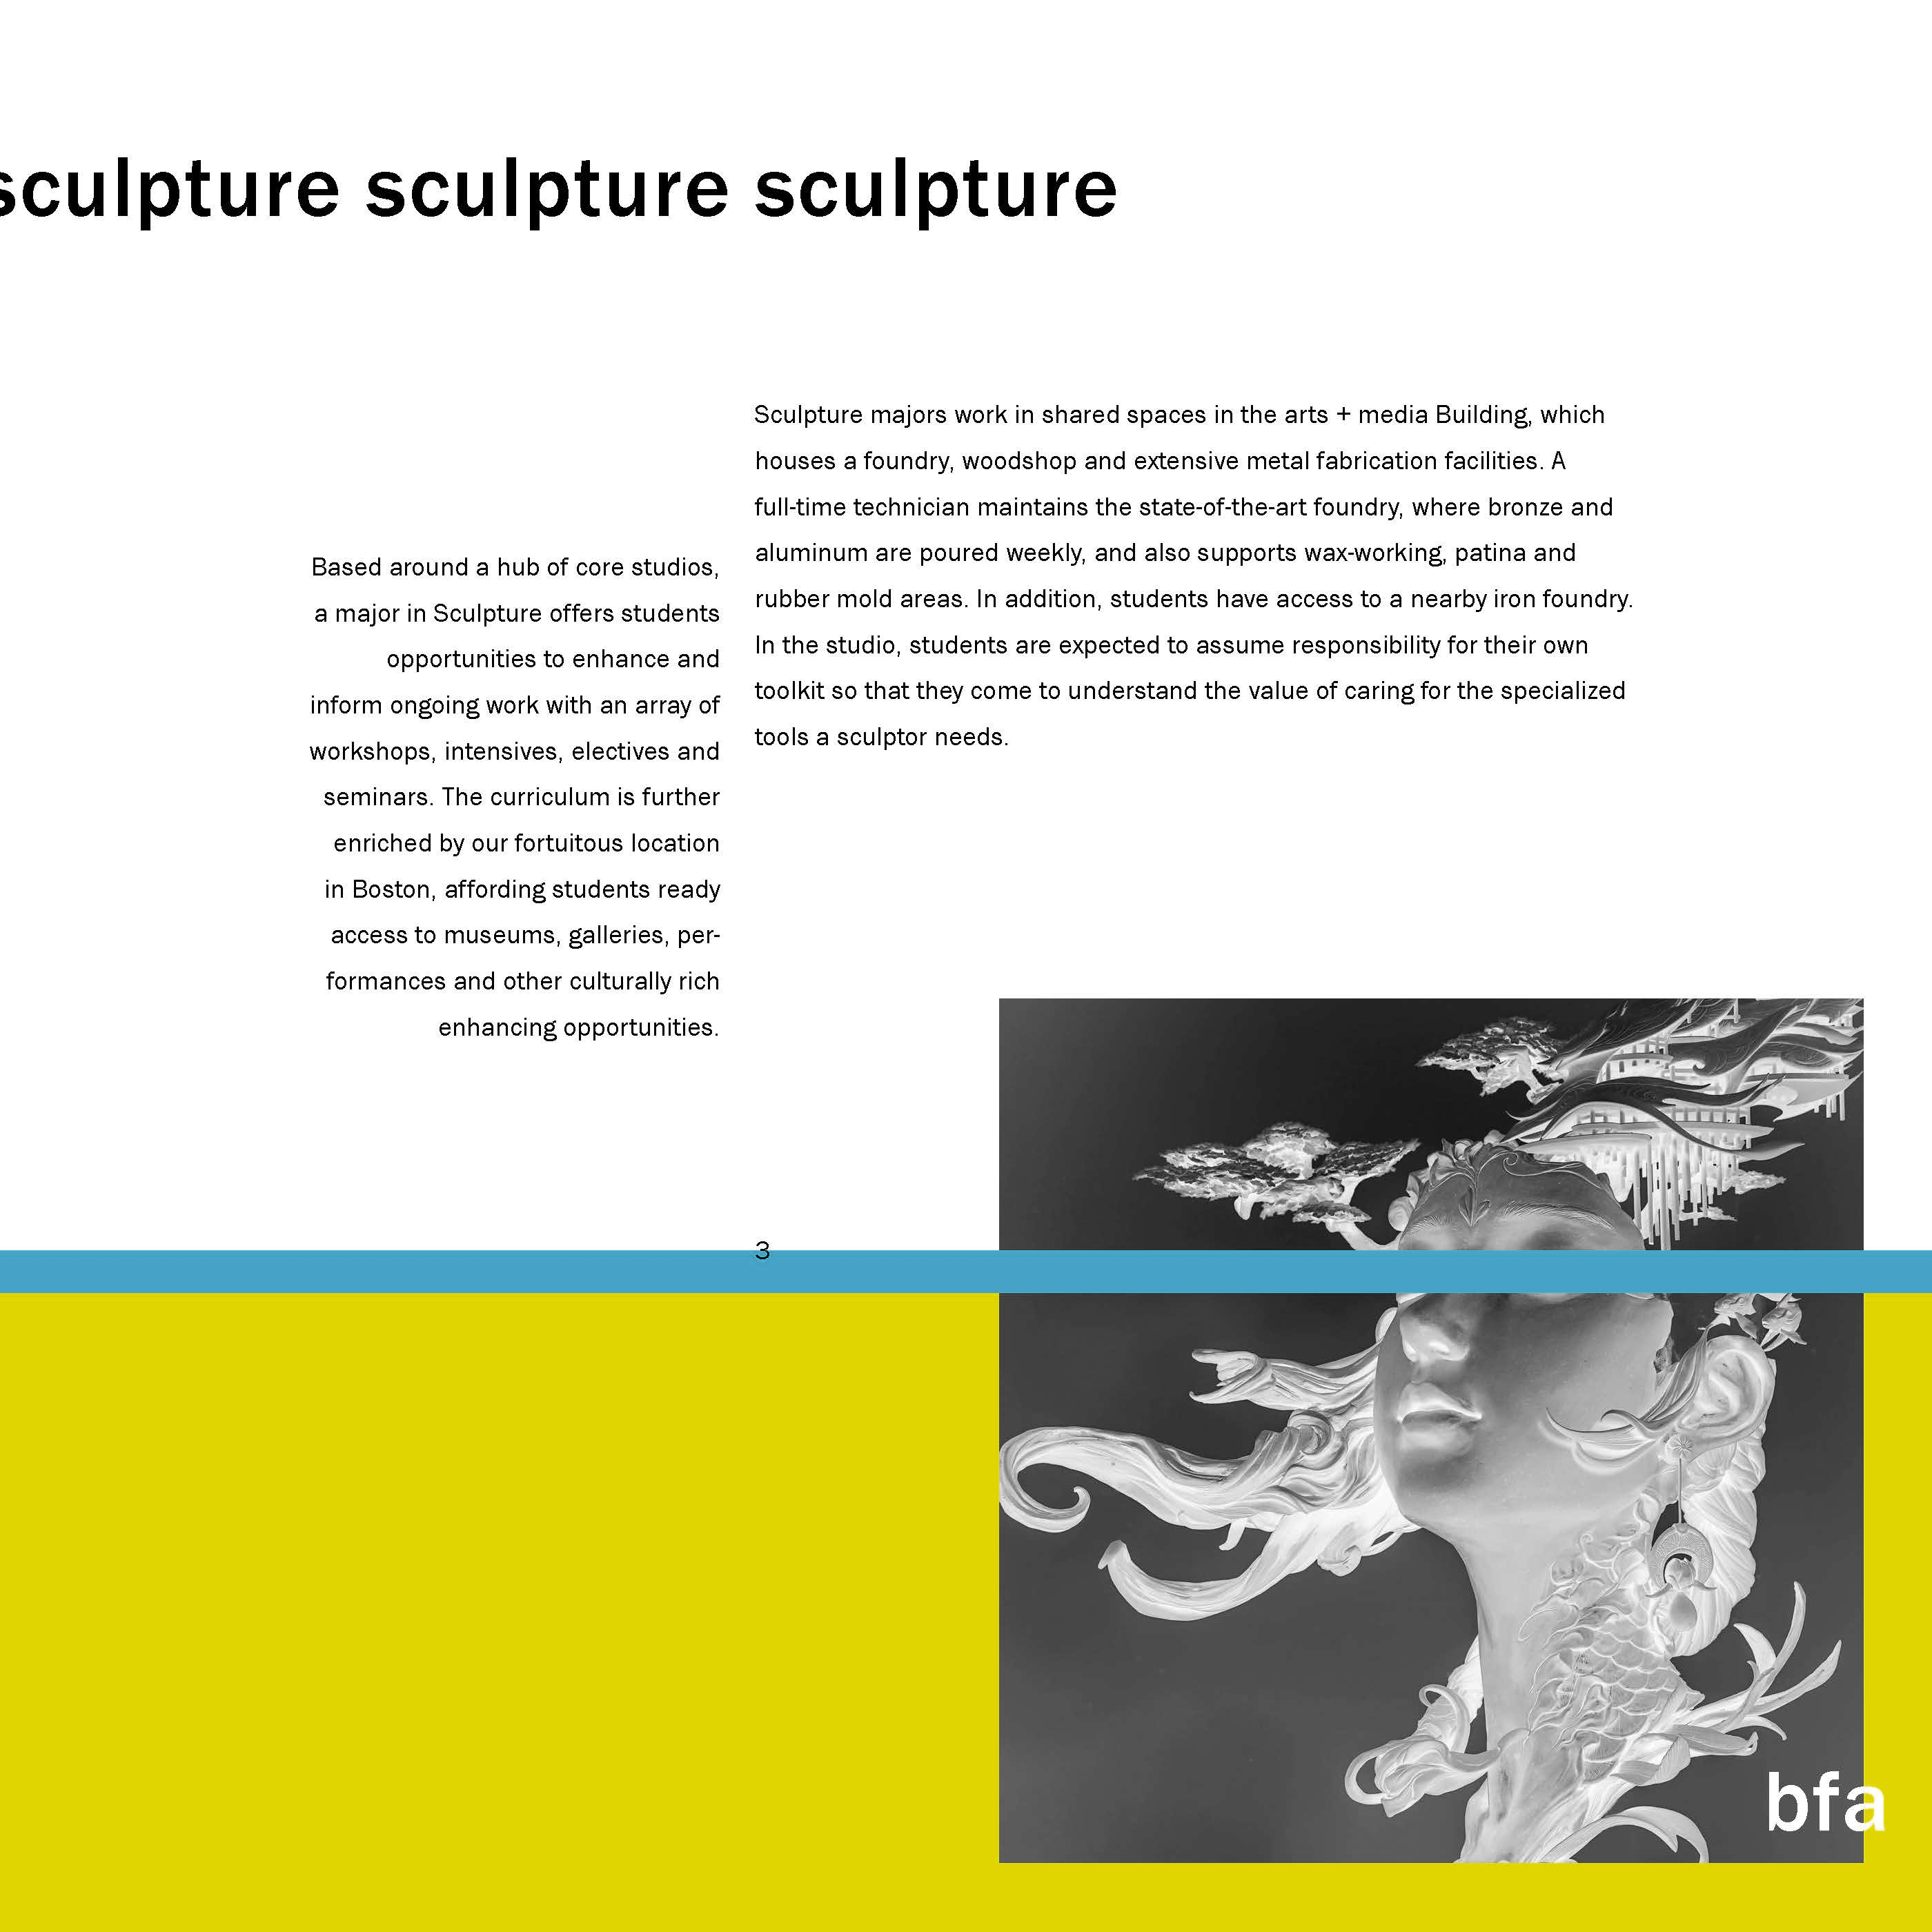 sculpture sculpture sculpture
Based around a hub of core studios,
a major in Sculpture offers students
opportunities to enhance and
inform ongoing work with an array of
workshops, intensives, electives and
seminars. The curriculum is further
enriched by our fortuitous location
in Boston, affording students ready
access to museums, galleries, per-
formances and other culturally rich
enhancing opportunities.
Sculpture majors work in shared spaces in the arts + media Building, which
houses a foundry, woodshop and extensive metal fabrication facilities. A
full-time technician maintains the state-of-the-art foundry, where bronze and
aluminum are poured weekly, and also supports wax-working, patina and
rubber mold areas. In addition, students have access to a nearby iron foundry.
In the studio, students are expected to assume responsibility for their own
toolkit so that they come to understand the value of caring for the specialized
tools a sculptor needs.
3
bfa